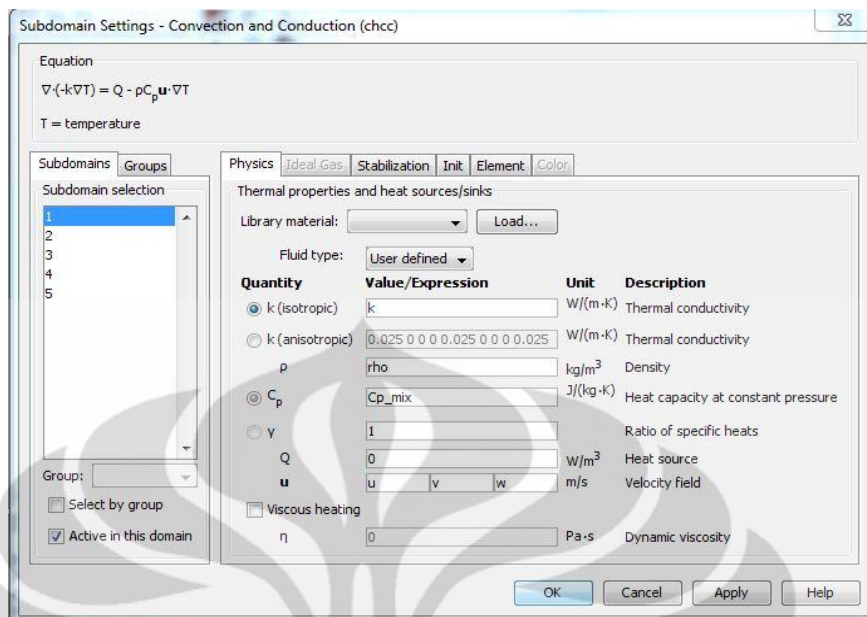 Subdomain Settings - Convection and Conduction (chcc)
Equation
∇·(-k∇T) = Q - ρCₚu·∇T
T = temperature
Subdomains Groups
Subdomain selection
1
2
3
4
5
Group:
Select by group
Active in this domain
Physics Ideal Gas Stabilization Init Element Color
Thermal properties and heat sources/sinks
Library material: Load...
Fluid type: User defined
Quantity Value/Expression Unit Description
k (isotropic) k W/(m·K) Thermal conductivity
k (anisotropic) 0.025 0 0 0 0.025 0 0 0 0.025 W/(m·K) Thermal conductivity
ρ rho kg/m³ Density
Cₚ Cp_mix J/(kg·K) Heat capacity at constant pressure
γ 1 Ratio of specific heats
Q 0 W/m³ Heat source
u u v w m/s Velocity field
Viscous heating
η 0 Pa·s Dynamic viscosity
OK Cancel Apply Help